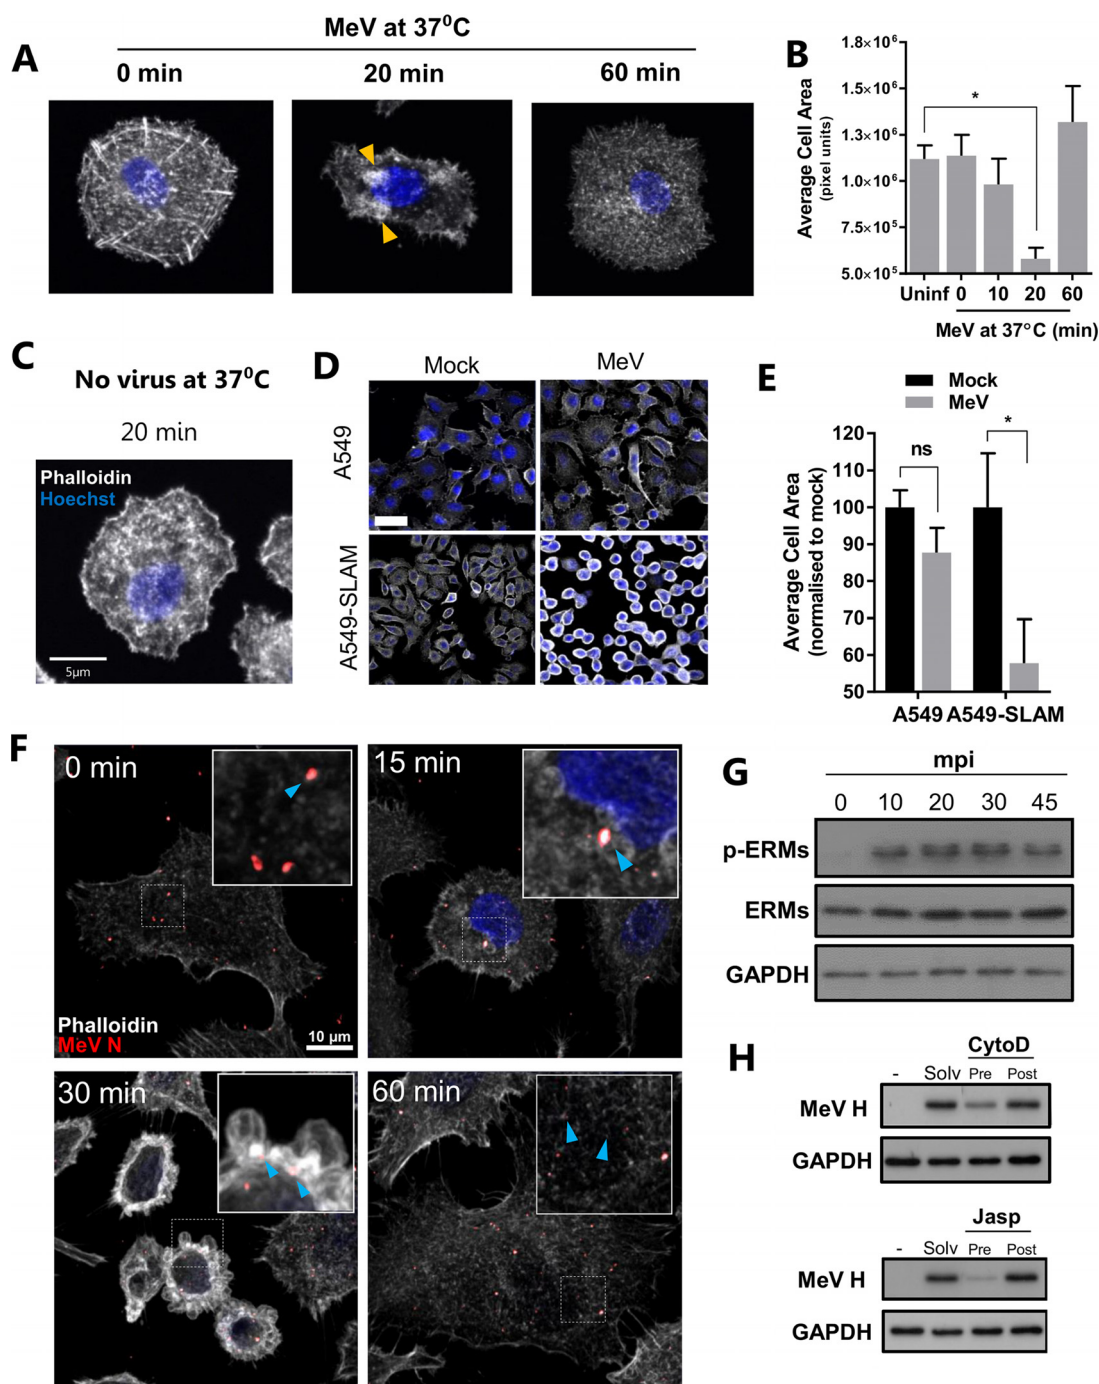 A
MeV at 37⁰C
0 min
20 min
60 min
B
Average Cell Area
(pixel units)
1.8×10⁶
1.5×10⁶
1.3×10⁶
1.0×10⁶
7.5×10⁵
5.0×10⁵
*
Uninf 0 10 20 60
MeV at 37°C (min)
C
No virus at 37⁰C
20 min
Phalloidin
Hoechst
5µm
D
Mock
MeV
A549
A549-SLAM
E
Mock
MeV
Average Cell Area
(normalised to mock)
120
110
100
90
80
70
60
50
ns
*
A549 A549-SLAM
F
0 min
Phalloidin
MeV N
10 µm
15 min
30 min
60 min
G
mpi
0 10 20 30 45
p-ERMs
ERMs
GAPDH
H
CytoD
- Solv Pre Post
MeV H
GAPDH
Jasp
- Solv Pre Post
MeV H
GAPDH